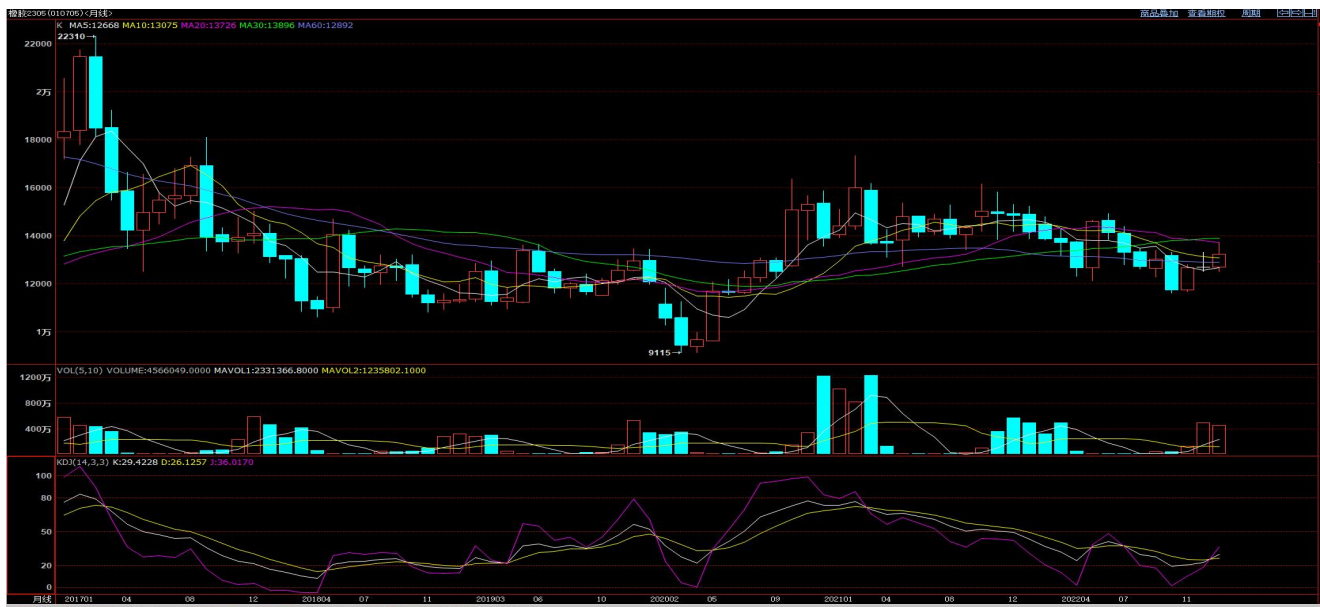 橡胶2305(010705)<月线> 商品叠加 查看期权 周期
K MA5:12668 MA10:13075 MA20:13726 MA30:13896 MA60:12892
22310→
22000
2万
18000
16000
14000
12000
1万
9115→
VOL(5,10) VOLUME:4566049.0000 MAVOL1:2331366.8000 MAVOL2:1235802.1000
1200万
800万
400万
KDJ(14,3,3) K:29.4228 D:26.1257 J:36.0170
100
80
50
20
0
月线 201701 04 08 12 201804 07 11 201903 06 10 202002 05 09 202101 04 08 12 202204 07 11